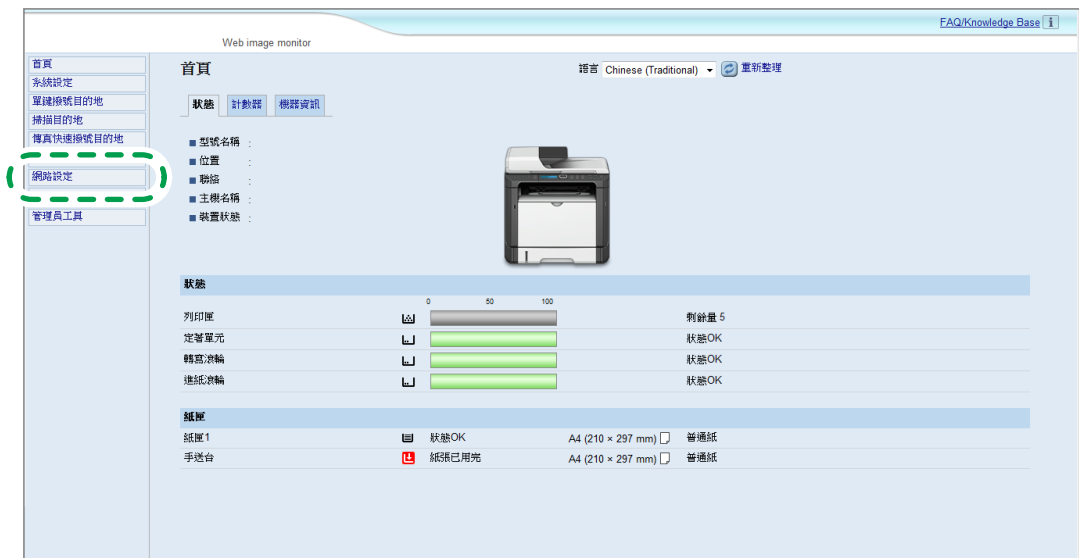 FAQ/Knowledge Base i
Web image monitor
首頁
系統設定
單鍵撥號目的地
掃描目的地
傳真快速撥號目的地
網路設定
管理員工具
首頁
語言 Chinese (Traditional) 重新整理
狀態 計數器 機器資訊
型號名稱 :
位置 :
聯絡 :
主機名稱 :
裝置狀態 :
狀態
0 50 100
列印匣 剩餘量 5
定著單元 狀態OK
轉寫滾輪 狀態OK
進紙滾輪 狀態OK
紙匣
紙匣1 狀態OK A4 (210 × 297 mm) 普通紙
手送台 紙張已用完 A4 (210 × 297 mm) 普通紙